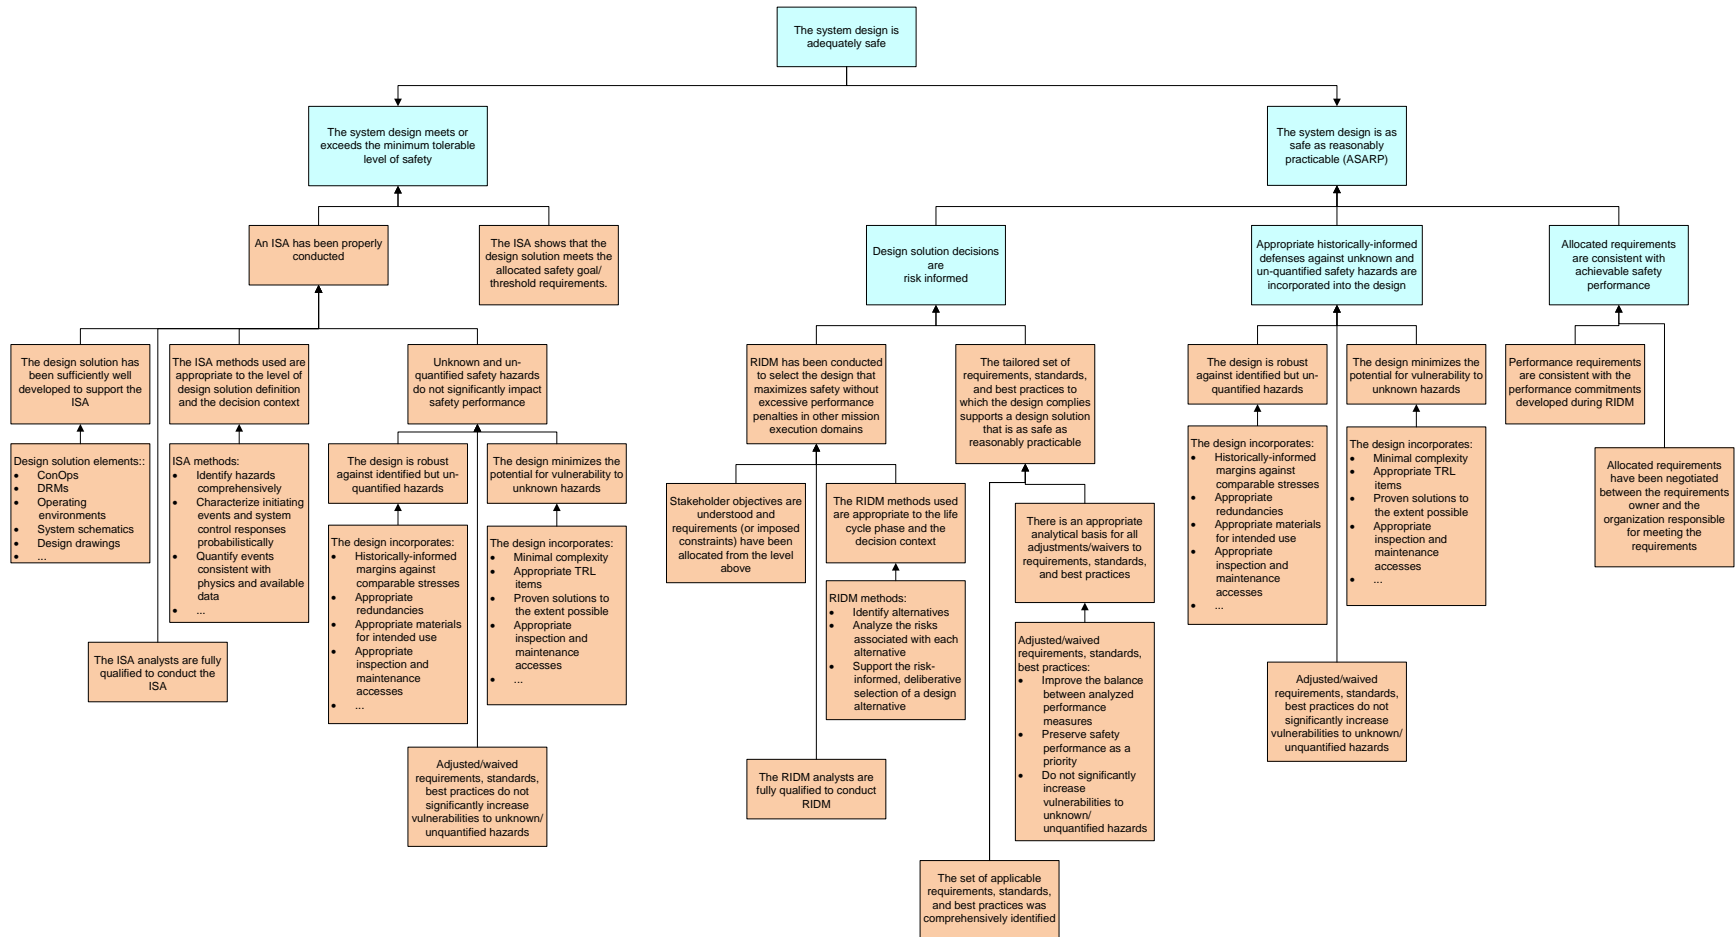 The system design is
adequately safe
The system design meets or
exceeds the minimum tolerable
level of safety
The system design is as
safe as reasonably
practicable (ASARP)
An ISA has been properly
conducted
The ISA shows that the
design solution meets the
allocated safety goal/
threshold requirements.
Design solution decisions
are
risk informed
Appropriate historically-informed
defenses against unknown and
un-quantified safety hazards are
incorporated into the design
Allocated requirements
are consistent with
achievable safety
performance
The design solution has
been sufficiently well
developed to support the
ISA
The ISA methods used are
appropriate to the level of
design solution definition
and the decision context
Unknown and un-
quantified safety hazards
do not significantly impact
safety performance
RIDM has been conducted
to select the design that
maximizes safety without
excessive performance
penalties in other mission
execution domains
The tailored set of
requirements, standards,
and best practices to
which the design complies
supports a design solution
that is as safe as
reasonably practicable
The design is robust
against identified but un-
quantified hazards
The design minimizes the
potential for vulnerability to
unknown hazards
Performance requirements
are consistent with the
performance commitments
developed during RIDM
Design solution elements::
• ConOps
• DRMs
• Operating
environments
• System schematics
• Design drawings
• ...
ISA methods:
• Identify hazards
comprehensively
• Characterize initiating
events and system
control responses
probabilistically
• Quantify events
consistent with
physics and available
data
• ...
The design is robust
against identified but un-
quantified hazards
The design minimizes the
potential for vulnerability to
unknown hazards
Stakeholder objectives are
understood and
requirements (or imposed
constraints) have been
allocated from the level
above
The RIDM methods used
are appropriate to the life
cycle phase and the
decision context
There is an appropriate
analytical basis for all
adjustments/waivers to
requirements, standards,
and best practices
The design incorporates:
• Historically-informed
margins against
comparable stresses
• Appropriate
redundancies
• Appropriate materials
for intended use
• Appropriate
inspection and
maintenance
accesses
• ...
The design incorporates:
• Minimal complexity
• Appropriate TRL
items
• Proven solutions to
the extent possible
• Appropriate
inspection and
maintenance
accesses
• ...
Allocated requirements
have been negotiated
between the requirements
owner and the
organization responsible
for meeting the
requirements
The design incorporates:
• Historically-informed
margins against
comparable stresses
• Appropriate
redundancies
• Appropriate materials
for intended use
• Appropriate
inspection and
maintenance
accesses
• ...
The design incorporates:
• Minimal complexity
• Appropriate TRL
items
• Proven solutions to
the extent possible
• Appropriate
inspection and
maintenance
accesses
• ...
RIDM methods:
• Identify alternatives
• Analyze the risks
associated with each
alternative
• Support the risk-
informed, deliberative
selection of a design
alternative
Adjusted/waived
requirements, standards,
best practices:
• Improve the balance
between analyzed
performance
measures
• Preserve safety
performance as a
priority
• Do not significantly
increase
vulnerabilities to
unknown/
unquantified hazards
The ISA analysts are fully
qualified to conduct the
ISA
Adjusted/waived
requirements, standards,
best practices do not
significantly increase
vulnerabilities to unknown/
unquantified hazards
Adjusted/waived
requirements, standards,
best practices do not
significantly increase
vulnerabilities to unknown/
unquantified hazards
The RIDM analysts are
fully qualified to conduct
RIDM
The set of applicable
requirements, standards,
and best practices was
comprehensively identified